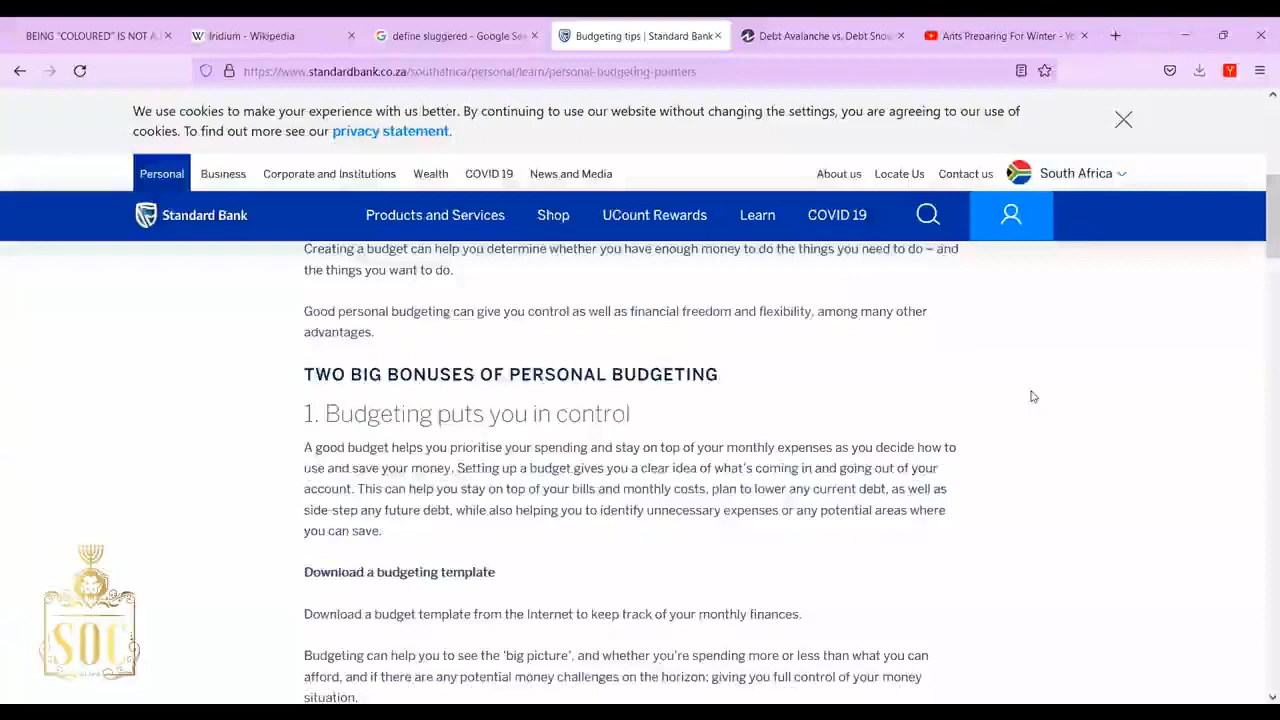 BEING "COLOURED" IS NOT A
Iridium - Wikipedia
define sluggered - Google Se
Budgeting tips | Standard Bank
Debt Avalanche vs. Debt Snow
Ants Preparing For Winter - Yo
https://www.standardbank.co.za/southafrica/personal/learn/personal-budgeting-pointers
We use cookies to make your experience with us better. By continuing to use our website without changing the settings, you are agreeing to our use of
cookies. To find out more see our privacy statement.
Personal Business Corporate and Institutions Wealth COVID 19 News and Media About us Locate Us Contact us South Africa
Standard Bank Products and Services Shop UCount Rewards Learn COVID 19
Creating a budget can help you determine whether you have enough money to do the things you need to do – and
the things you want to do.
Good personal budgeting can give you control as well as financial freedom and flexibility, among many other
advantages.
TWO BIG BONUSES OF PERSONAL BUDGETING
1. Budgeting puts you in control
A good budget helps you prioritise your spending and stay on top of your monthly expenses as you decide how to
use and save your money. Setting up a budget gives you a clear idea of what's coming in and going out of your
account. This can help you stay on top of your bills and monthly costs, plan to lower any current debt, as well as
side-step any future debt, while also helping you to identify unnecessary expenses or any potential areas where
you can save.
Download a budgeting template
Download a budget template from the Internet to keep track of your monthly finances.
Budgeting can help you to see the 'big picture', and whether you're spending more or less than what you can
afford, and if there are any potential money challenges on the horizon; giving you full control of your money
situation.
SOC